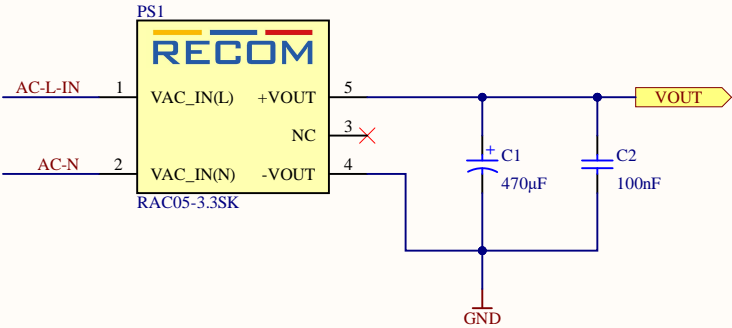 PS1
RECOM
AC-L-IN 1 VAC_IN(L) +VOUT 5 VOUT
NC 3
AC-N 2 VAC_IN(N) -VOUT 4
+ C1 C2
470µF 100nF
RAC05-3.3SK
GND